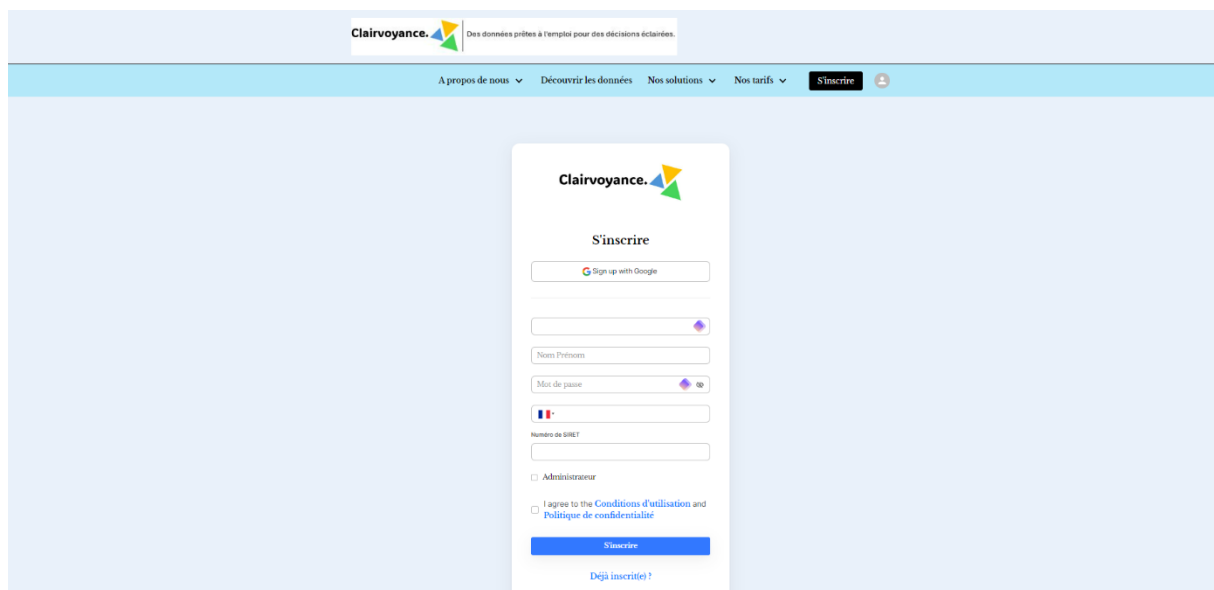 Clairvoyance.
Des données prêtes à l'emploi pour des décisions éclairées.
A propos de nous
Découvrir les données
Nos solutions
Nos tarifs
S'inscrire
Clairvoyance.
S'inscrire
Sign up with Google
Nom Prénom
Mot de passe
Numéro de SIRET
Administrateur
I agree to the Conditions d'utilisation and
Politique de confidentialité
S'inscrire
Déjà inscrit(e) ?